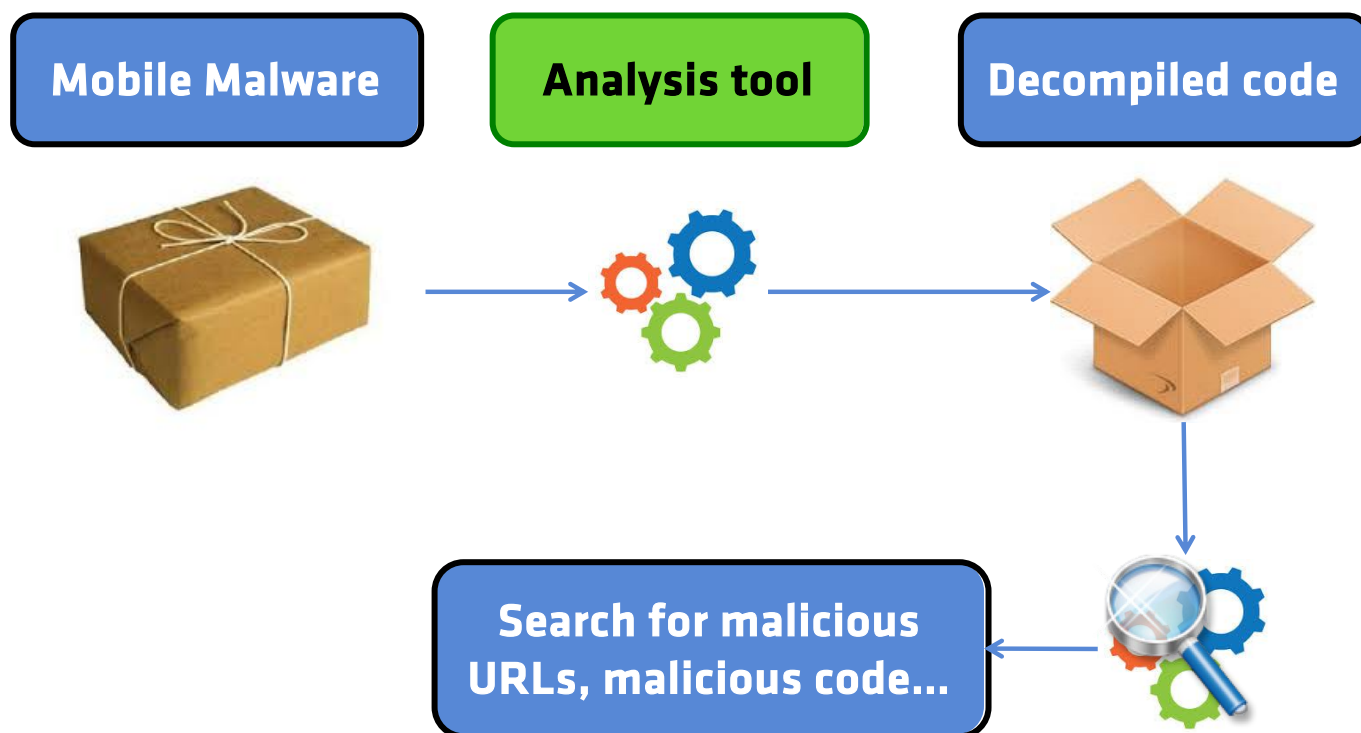 Mobile Malware
Analysis tool
Decompiled code
Search for malicious
URLs, malicious code...